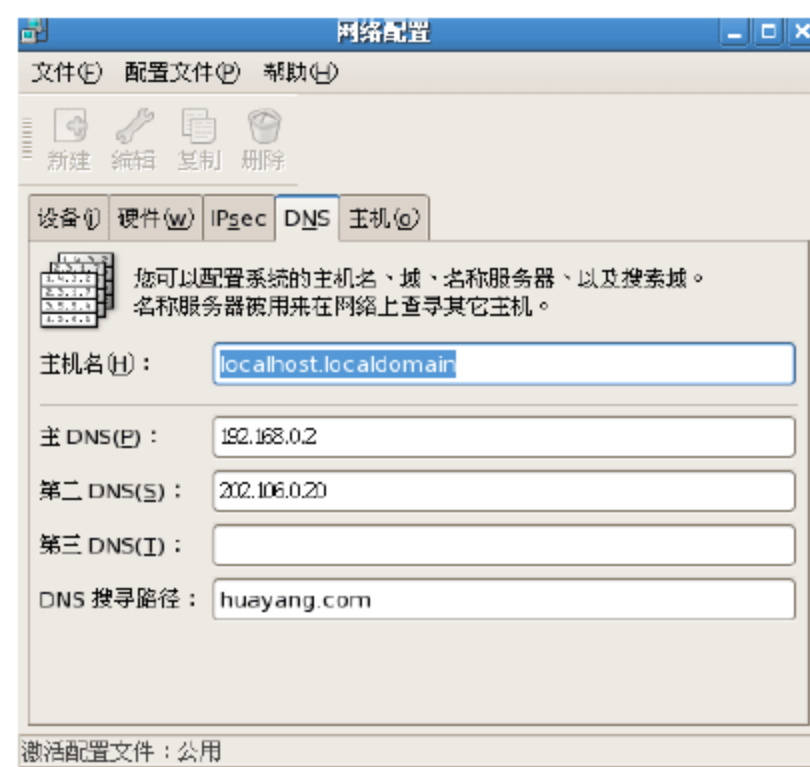 网络配置
文件(F) 配置文件(P) 帮助(H)
新建 编辑 复制 删除
设备(i) 硬件(w) IPsec DNS 主机(o)
您可以配置系统的主机名、域、名称服务器、以及搜索域。
名称服务器被用来在网络上查寻其它主机。
主机名(H): localhost.localdomain
主 DNS(P): 192.168.0.2
第二 DNS(S): 202.106.0.20
第三 DNS(T):
DNS 搜寻路径: huayang.com
激活配置文件:公用